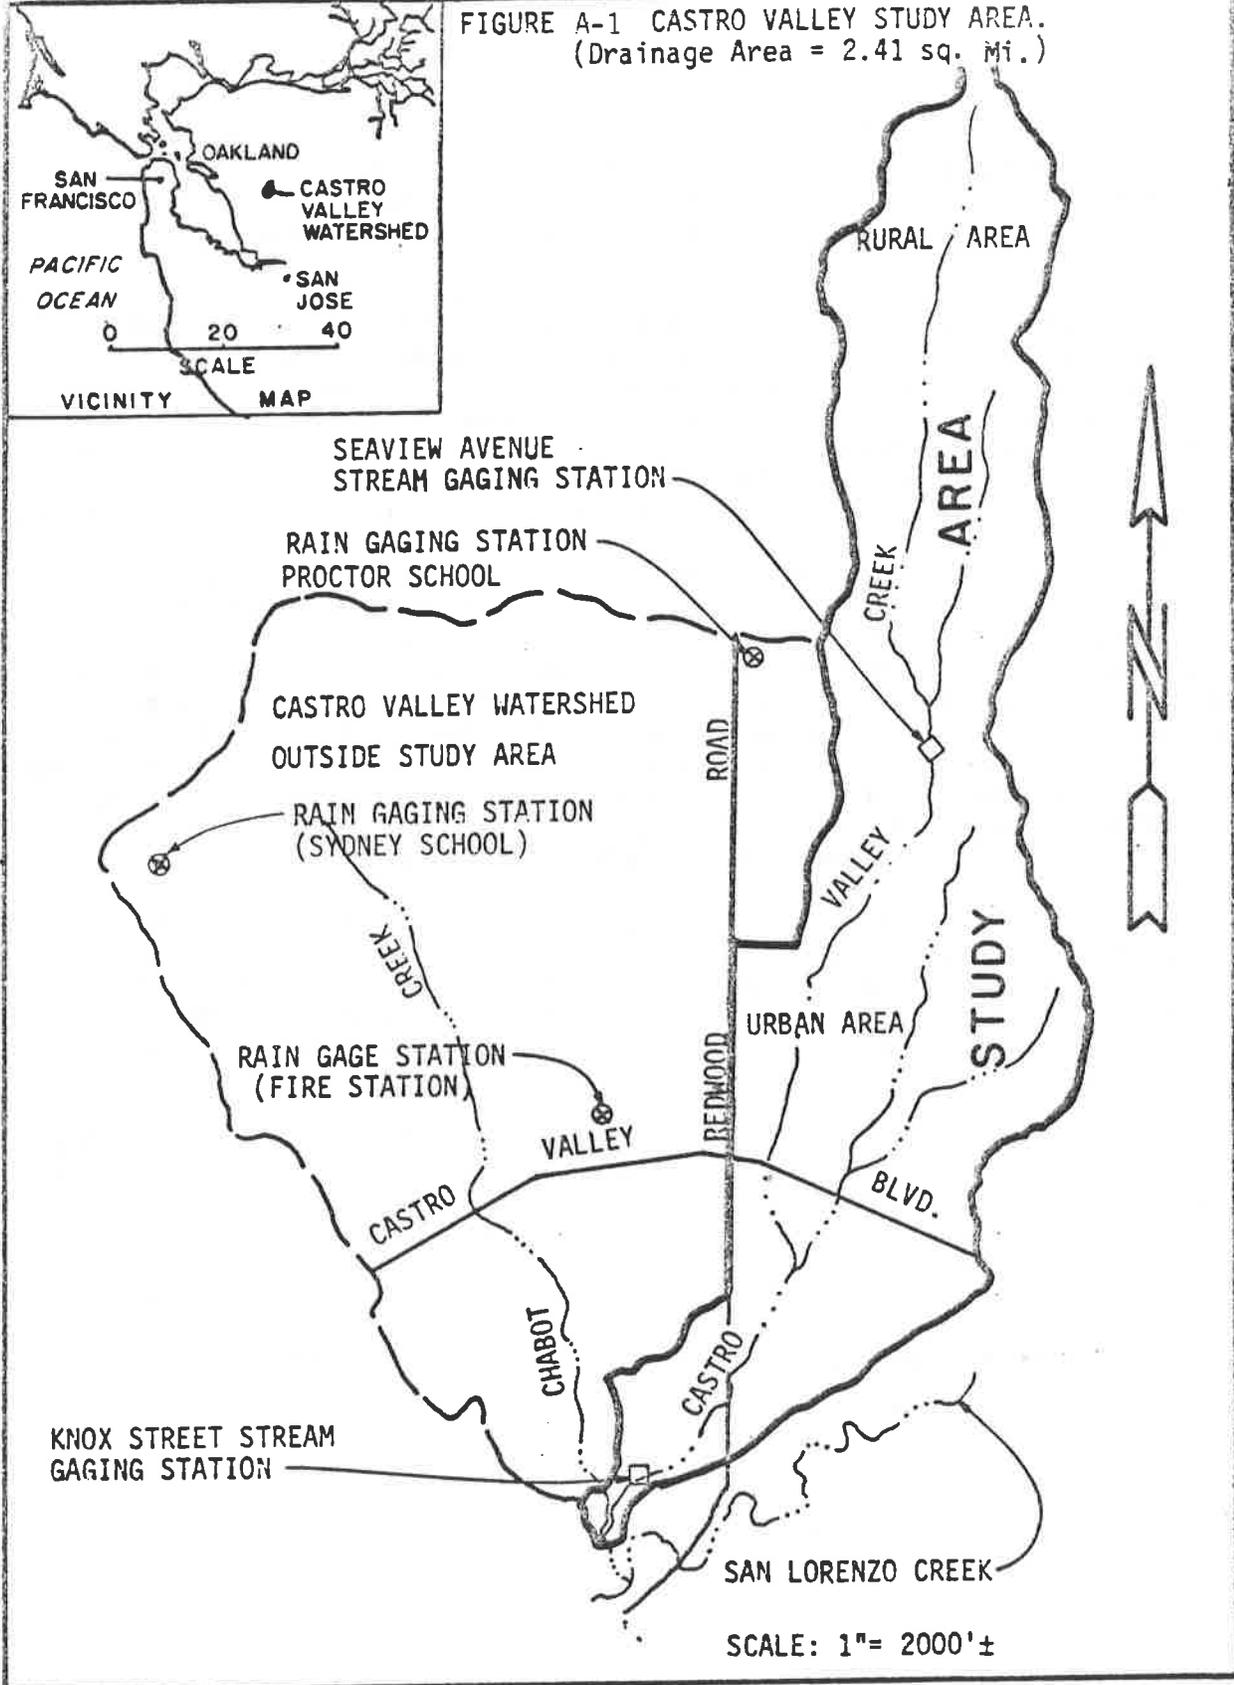 FIGURE A-1 CASTRO VALLEY STUDY AREA.
(Drainage Area = 2.41 sq. Mi.)
OAKLAND
SAN
FRANCISCO
CASTRO
VALLEY
WATERSHED
PACIFIC
OCEAN
SAN
JOSE
0 20 40
SCALE
VICINITY MAP
RURAL AREA
SEAVIEW AVENUE
STREAM GAGING STATION
RAIN GAGING STATION
PROCTOR SCHOOL
CREEK
AREA
N
CASTRO VALLEY WATERSHED
OUTSIDE STUDY AREA
ROAD
RAIN GAGING STATION
(SYDNEY SCHOOL)
VALLEY
CREEK
STUDY
URBAN AREA
RAIN GAGE STATION
(FIRE STATION)
REDWOOD
VALLEY
CASTRO
BLVD.
CHABOT
CASTRO
KNOX STREET STREAM
GAGING STATION
SAN LORENZO CREEK
SCALE: 1"= 2000'±